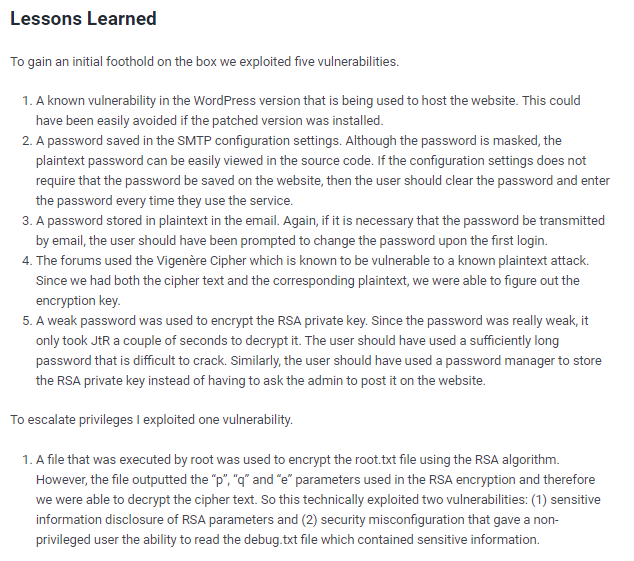 Lessons Learned
To gain an initial foothold on the box we exploited five vulnerabilities.
1. A known vulnerability in the WordPress version that is being used to host the website. This could
have been easily avoided if the patched version was installed.
2. A password saved in the SMTP configuration settings. Although the password is masked, the
plaintext password can be easily viewed in the source code. If the configuration settings does not
require that the password be saved on the website, then the user should clear the password and enter
the password every time they use the service.
3. A password stored in plaintext in the email. Again, if it is necessary that the password be transmitted
by email, the user should have been prompted to change the password upon the first login.
4. The forums used the Vigenère Cipher which is known to be vulnerable to a known plaintext attack.
Since we had both the cipher text and the corresponding plaintext, we were able to figure out the
encryption key.
5. A weak password was used to encrypt the RSA private key. Since the password was really weak, it
only took JtR a couple of seconds to decrypt it. The user should have used a sufficiently long
password that is difficult to crack. Similarly, the user should have used a password manager to store
the RSA private key instead of having to ask the admin to post it on the website.
To escalate privileges I exploited one vulnerability.
1. A file that was executed by root was used to encrypt the root.txt file using the RSA algorithm.
However, the file outputted the “p”, “q” and “e” parameters used in the RSA encryption and therefore
we were able to decrypt the cipher text. So this technically exploited two vulnerabilities: (1) sensitive
information disclosure of RSA parameters and (2) security misconfiguration that gave a non-
privileged user the ability to read the debug.txt file which contained sensitive information.